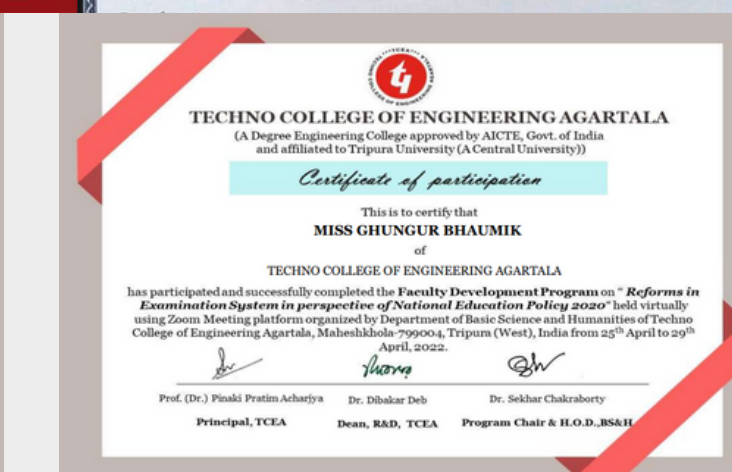 TECHNO COLLEGE OF ENGINEERING AGARTALA
(A Degree Engineering College approved by AICTE, Govt. of India
and affiliated to Tripura University (A Central University))
Certificate of participation
This is to certify that
MISS GHUNGUR BHAUMIK
of
TECHNO COLLEGE OF ENGINEERING AGARTALA
has participated and successfully completed the Faculty Development Program on “ Reforms in
Examination System in perspective of National Education Policy 2020” held virtually
using Zoom Meeting platform organized by Department of Basic Science and Humanities of Techno
College of Engineering Agartala, Maheshkhola-799004, Tripura (West), India from 25th April to 29th
April, 2022.
Prof. (Dr.) Pinaki Pratim Acharjya Dr. Dibakar Deb Dr. Sekhar Chakraborty
Principal, TCEA Dean, R&D, TCEA Program Chair & H.O.D.,BS&H